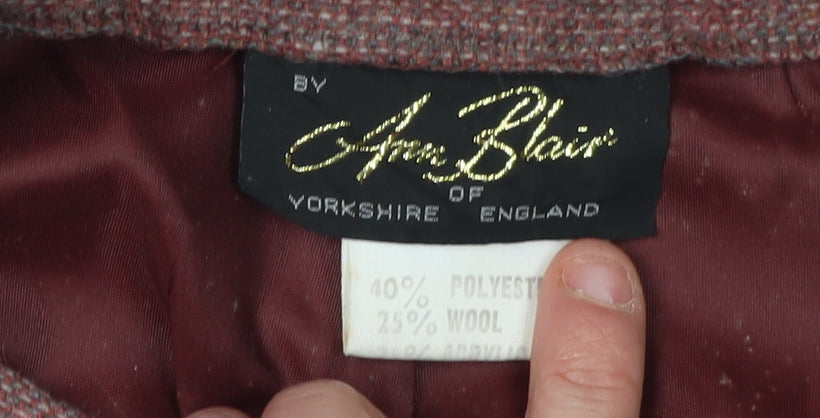 BY
Ann Blair
OF
YORKSHIRE ENGLAND
40% POLYEST
25% WOOL